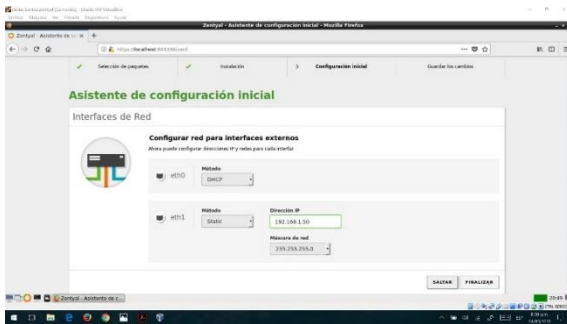 Zentyal - Asistente de configuración inicial - Mozilla Firefox
Zentyal - Asistente de
Selección de paquetes
Instalación
3
Configuración inicial
Guardar los cambios
Asistente de configuración inicial
Interfaces de Red
Configurar red para interfaces externos
Ahora puede configurar direcciones IP y redes para cada interfaz
eth0
Método
DHCP
eth1
Método
Static
Dirección IP
192.168.1.50
Máscara de red
255.255.255.0
SALTAR
FINALIZAR
Zentyal - Asistente de c...